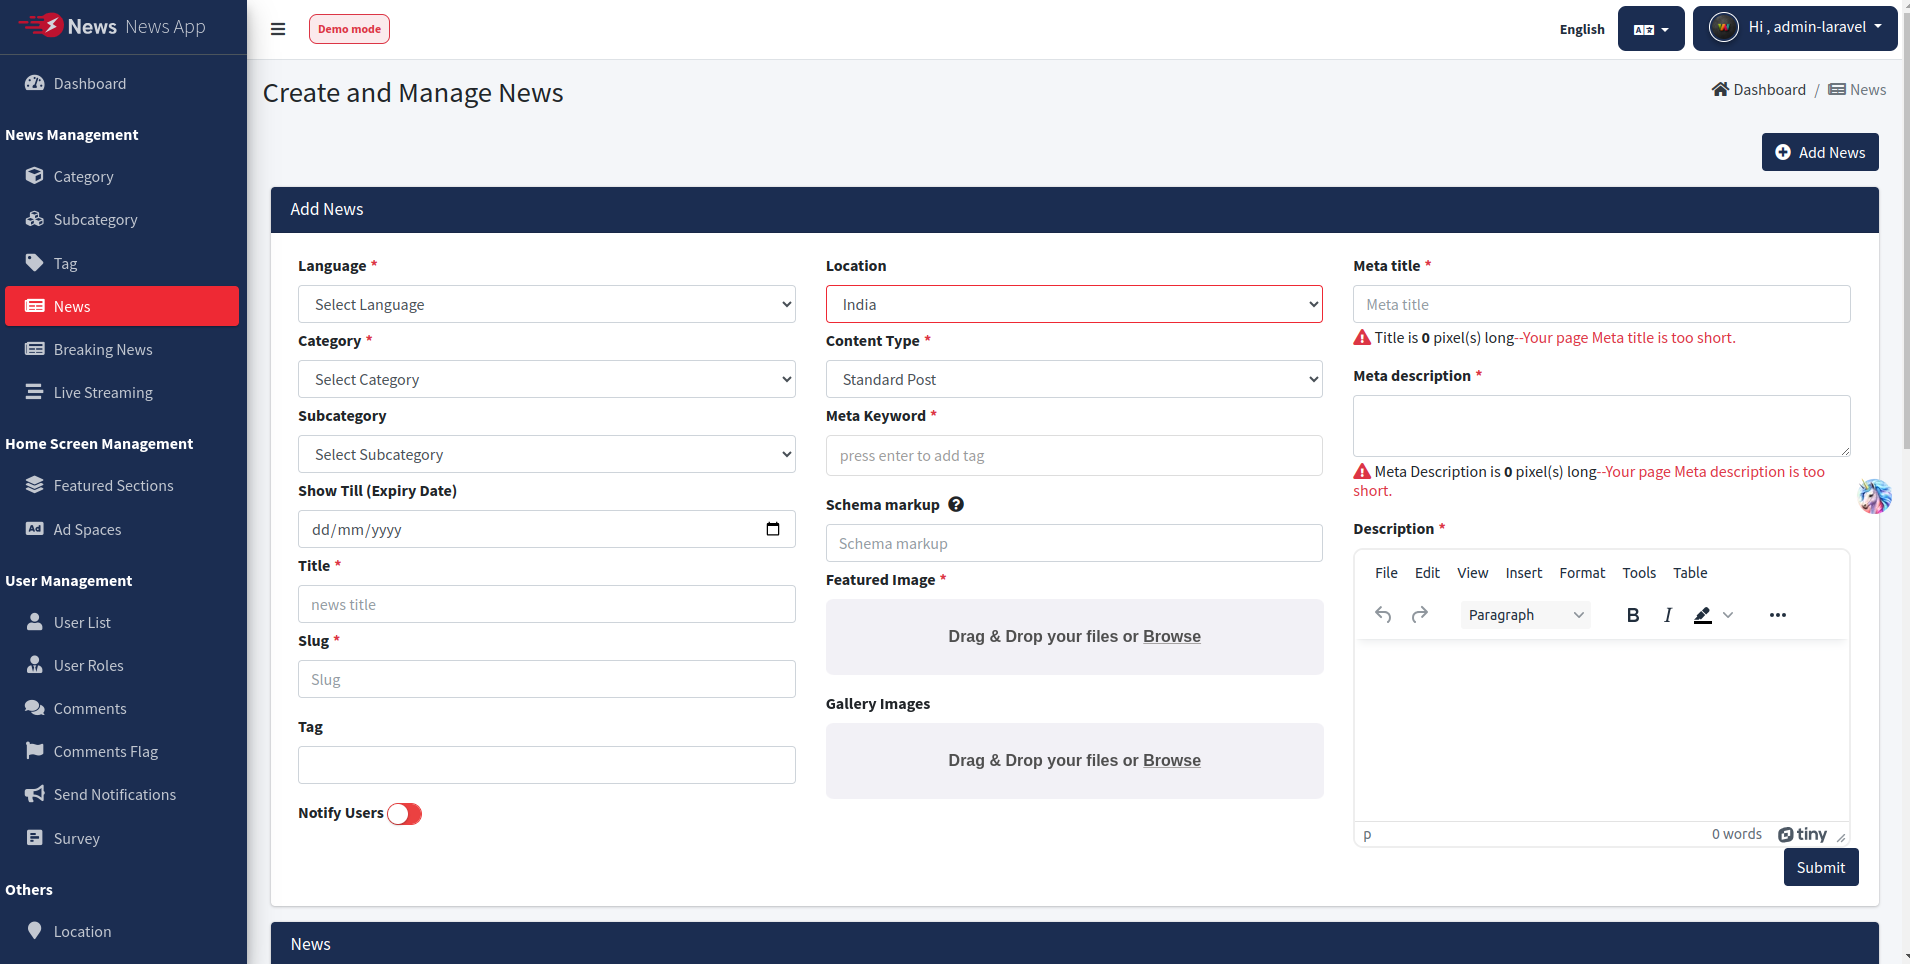 News News App
Demo mode
English
Hi , admin-laravel
Dashboard
News Management
Category
Subcategory
Tag
News
Breaking News
Live Streaming
Home Screen Management
Featured Sections
Ad Spaces
User Management
User List
User Roles
Comments
Comments Flag
Send Notifications
Survey
Others
Location
Create and Manage News
Dashboard / News
Add News
Add News
Language *
Select Language
Category *
Select Category
Subcategory
Select Subcategory
Show Till (Expiry Date)
dd/mm/yyyy
Title *
news title
Slug *
Slug
Tag
Notify Users
Location
India
Content Type *
Standard Post
Meta Keyword *
press enter to add tag
Schema markup
Schema markup
Featured Image *
Drag & Drop your files or Browse
Gallery Images
Drag & Drop your files or Browse
Meta title *
Meta title
Title is 0 pixel(s) long--Your page Meta title is too short.
Meta description *
Meta Description is 0 pixel(s) long--Your page Meta description is too
short.
Description *
File Edit View Insert Format Tools Table
Paragraph B I
p 0 words tiny
Submit
News